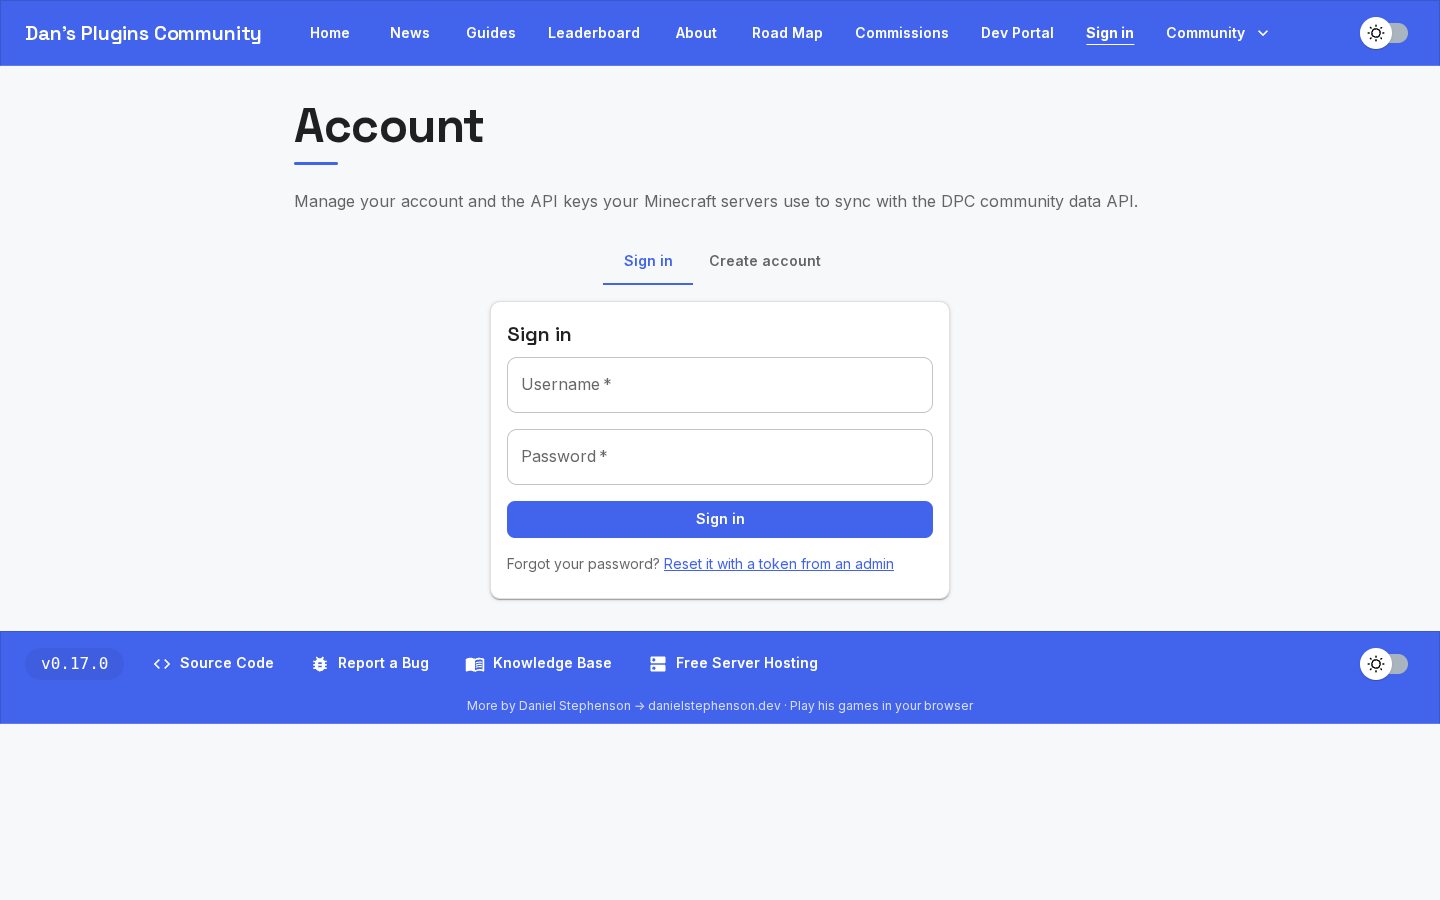 Dan's Plugins Community Home News Guides Leaderboard About Road Map Commissions Dev Portal Sign in Community
Account
Manage your account and the API keys your Minecraft servers use to sync with the DPC community data API.
Sign in Create account
Sign in
Username *
Password *
Sign in
Forgot your password? Reset it with a token from an admin
v0.17.0 Source Code Report a Bug Knowledge Base Free Server Hosting
More by Daniel Stephenson → danielstephenson.dev · Play his games in your browser